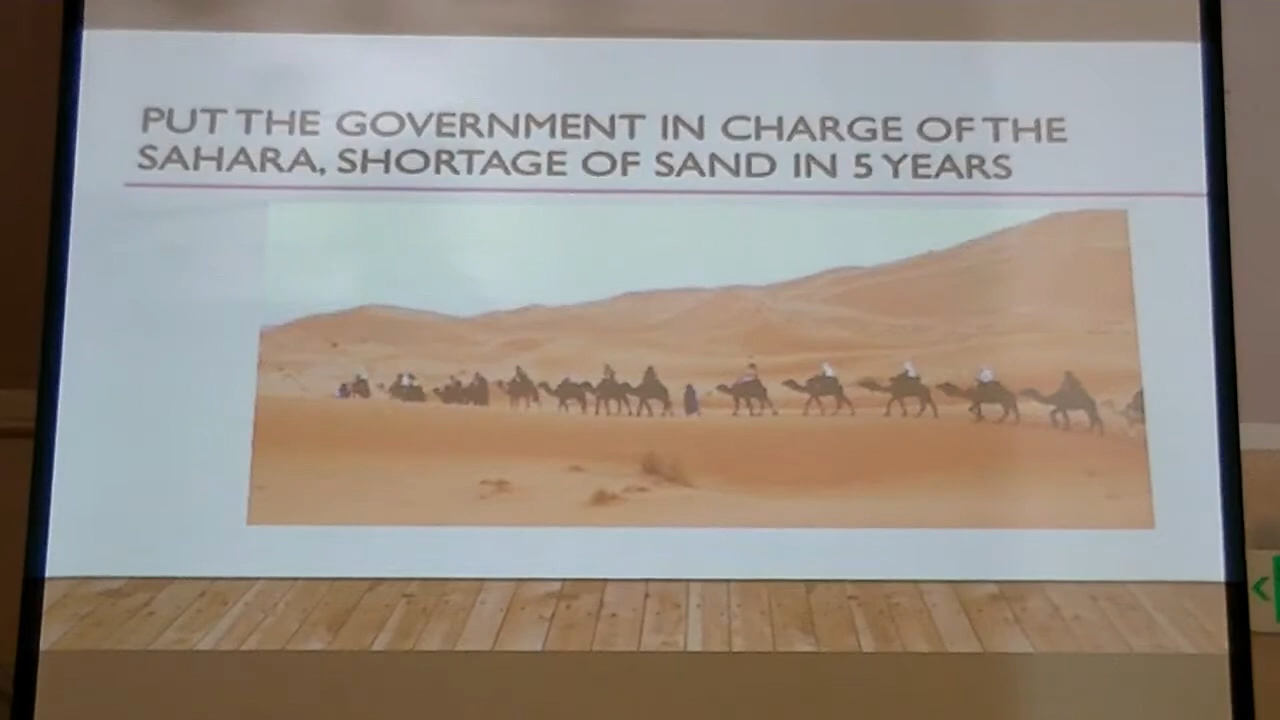 PUT THE GOVERNMENT IN CHARGE OF THE
SAHARA, SHORTAGE OF SAND IN 5 YEARS